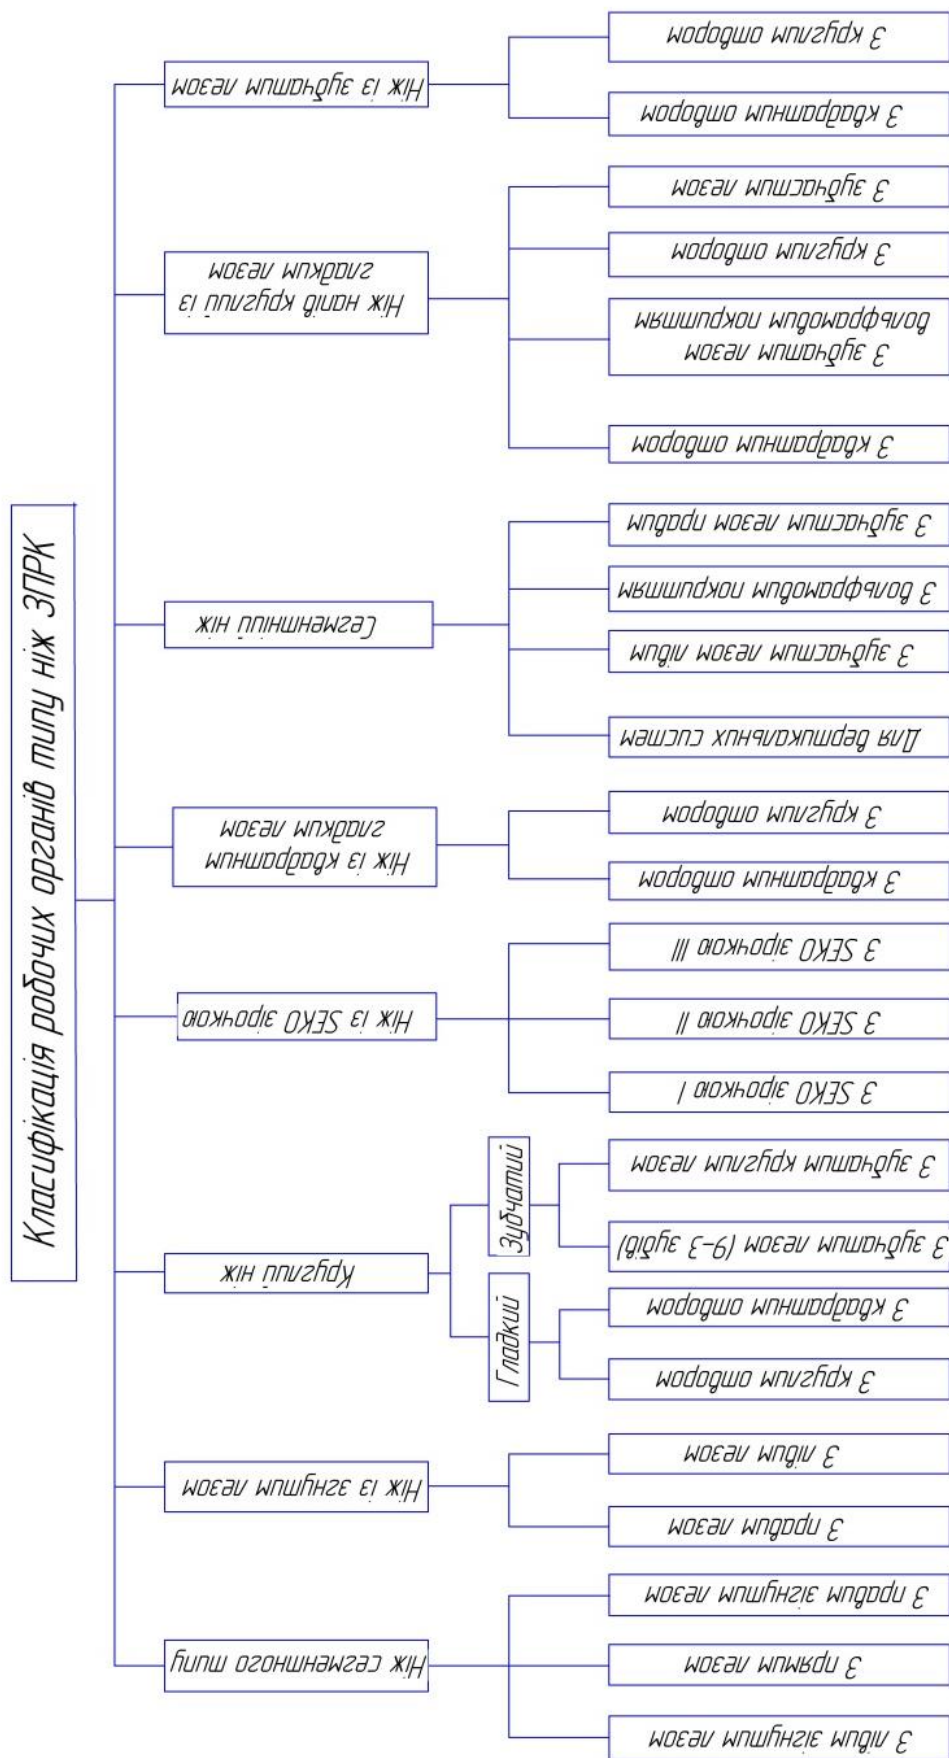 Класифікація робочих органів типу ніж ЗПРК
Ніж сегментного типу
З лівим зігнутим лезом
З прямим лезом
З правим зігнутим лезом
Ніж із згнутим лезом
З правим лезом
З лівим лезом
Круглий ніж
Гладкий
З круглим отвором
З квадратним отвором
Зубчатий
З зубчатим лезом (9-3 зубів)
З зубчатим круглим лезом
Ніж із SEKO зірочкою
З SEKO зірочкою I
З SEKO зірочкою II
З SEKO зірочкою III
Ніж із квадратним
гладким лезом
З квадратним отвором
З круглим отвором
Сегментній ніж
Для вертикальних систем
З зубчастим лезом лівим
З вольфрамовим покриттям
З зубчастим лезом правим
Ніж напів круглий із
гладким лезом
З квадратним отвором
З зубчатим лезом
вольфрамовим покриттям
З круглим отвором
З зубчастим лезом
Ніж із зубчатим лезом
З квадратним отвором
З круглим отвором